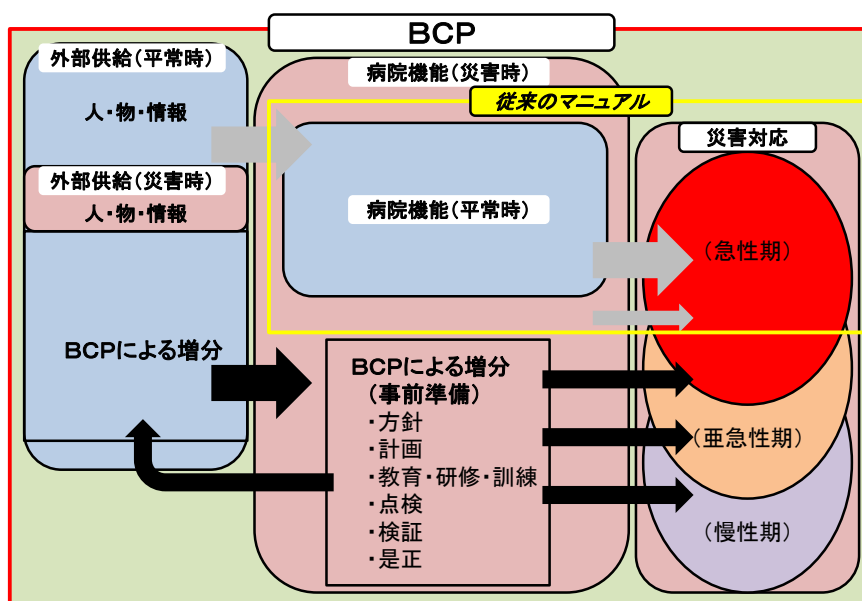 BCP
外部供給(平常時)
人・物・情報
外部供給(災害時)
人・物・情報
BCPによる増分
病院機能(災害時)
従来のマニュアル
病院機能(平常時)
BCPによる増分
(事前準備)
・方針
・計画
・教育・研修・訓練
・点検
・検証
・是正
災害対応
(急性期)
(亜急性期)
(慢性期)